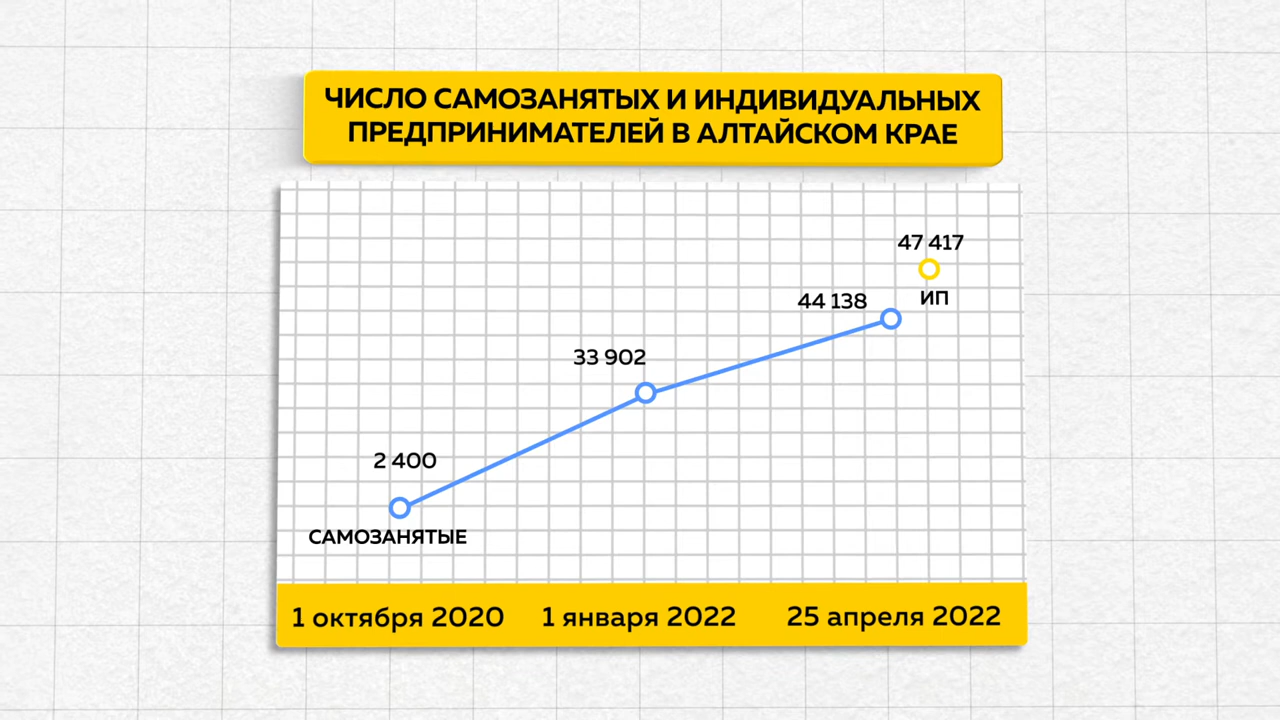 ЧИСЛО САМОЗАНЯТЫХ И ИНДИВИДУАЛЬНЫХ
ПРЕДПРИНИМАТЕЛЕЙ В АЛТАЙСКОМ КРАЕ
47 417
ИП
44 138
33 902
2 400
САМОЗАНЯТЫЕ
1 октября 2020
1 января 2022
25 апреля 2022